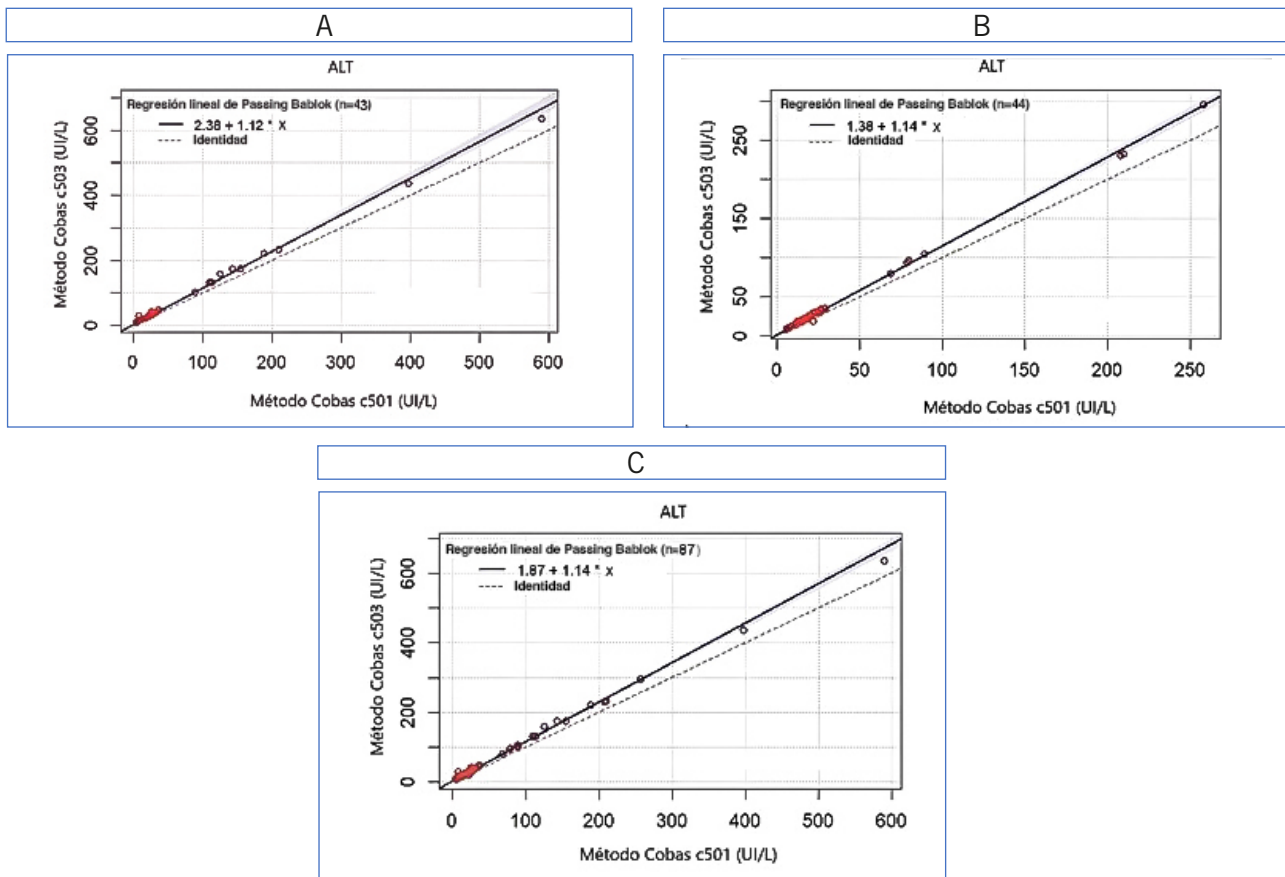 A
ALT
Regresión lineal de Passing Bablok (n=43)
2.38 + 1.12 * X
Identidad
Método Cobas c503 (UI/L)
0
200
400
600
0 100 200 300 400 500 600
Método Cobas c501 (UI/L)
B
ALT
Regresión lineal de Passing Bablok (n=44)
1.38 + 1.14 * X
Identidad
Método Cobas c503 (UI/L)
0
50
150
250
0 50 100 150 200 250
Método Cobas c501 (UI/L)
C
ALT
Regresión lineal de Passing Bablok (n=87)
1.87 + 1.14 * X
Identidad
Método Cobas c503 (UI/L)
0
200
400
600
0 100 200 300 400 500 600
Método Cobas c501 (UI/L)